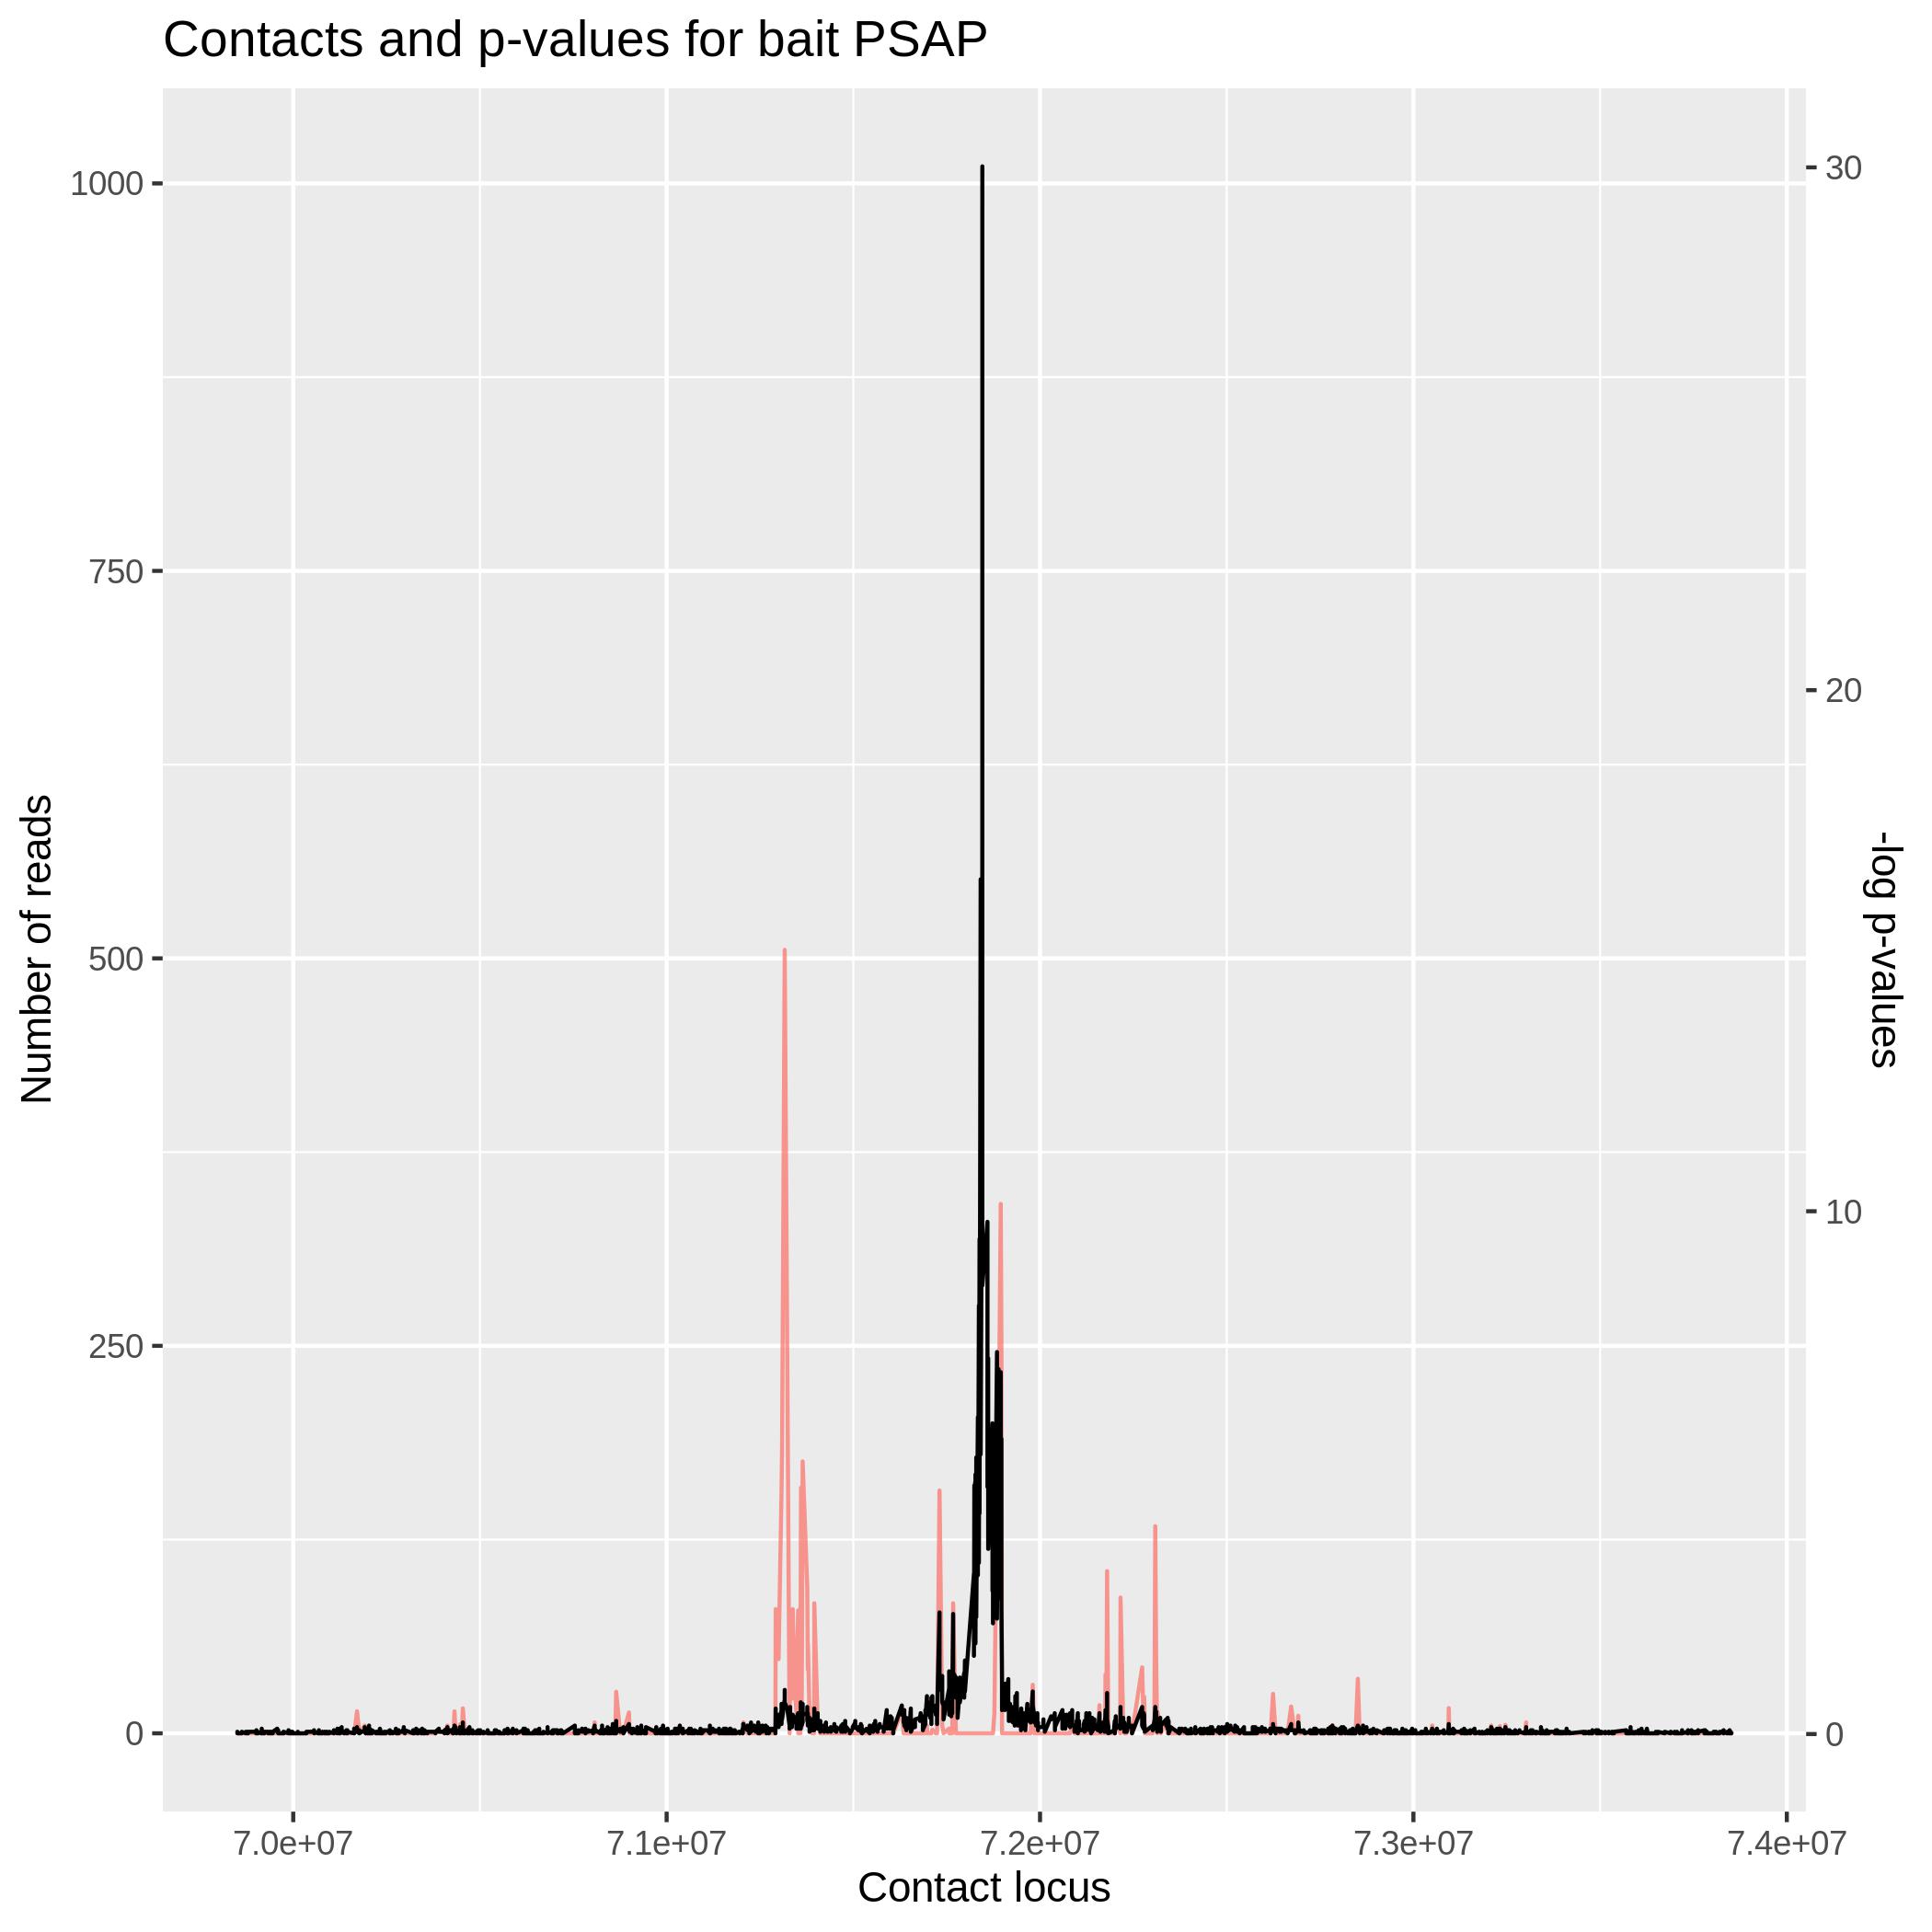 Contacts and p-values for bait PSAP
1000
750
500
250
0
Number of reads
30
20
10
0
-log p-values
7.0e+07
7.1e+07
7.2e+07
7.3e+07
7.4e+07
Contact locus